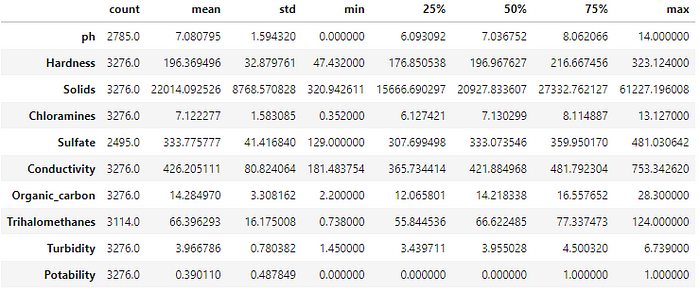 count mean std min 25% 50% 75% max
ph 2785.0 7.080795 1.594320 0.000000 6.093092 7.036752 8.062066 14.000000
Hardness 3276.0 196.369496 32.879761 47.432000 176.850538 196.967627 216.667456 323.124000
Solids 3276.0 22014.092526 8768.570828 320.942611 15666.690297 20927.833607 27332.762127 61227.196008
Chloramines 3276.0 7.122277 1.583085 0.352000 6.127421 7.130299 8.114887 13.127000
Sulfate 2495.0 333.775777 41.416840 129.000000 307.699498 333.073546 359.950170 481.030642
Conductivity 3276.0 426.205111 80.824064 181.483754 365.734414 421.884968 481.792304 753.342620
Organic_carbon 3276.0 14.284970 3.308162 2.200000 12.065801 14.218338 16.557652 28.300000
Trihalomethanes 3114.0 66.396293 16.175008 0.738000 55.844536 66.622485 77.337473 124.000000
Turbidity 3276.0 3.966786 0.780382 1.450000 3.439711 3.955028 4.500320 6.739000
Potability 3276.0 0.390110 0.487849 0.000000 0.000000 0.000000 1.000000 1.000000